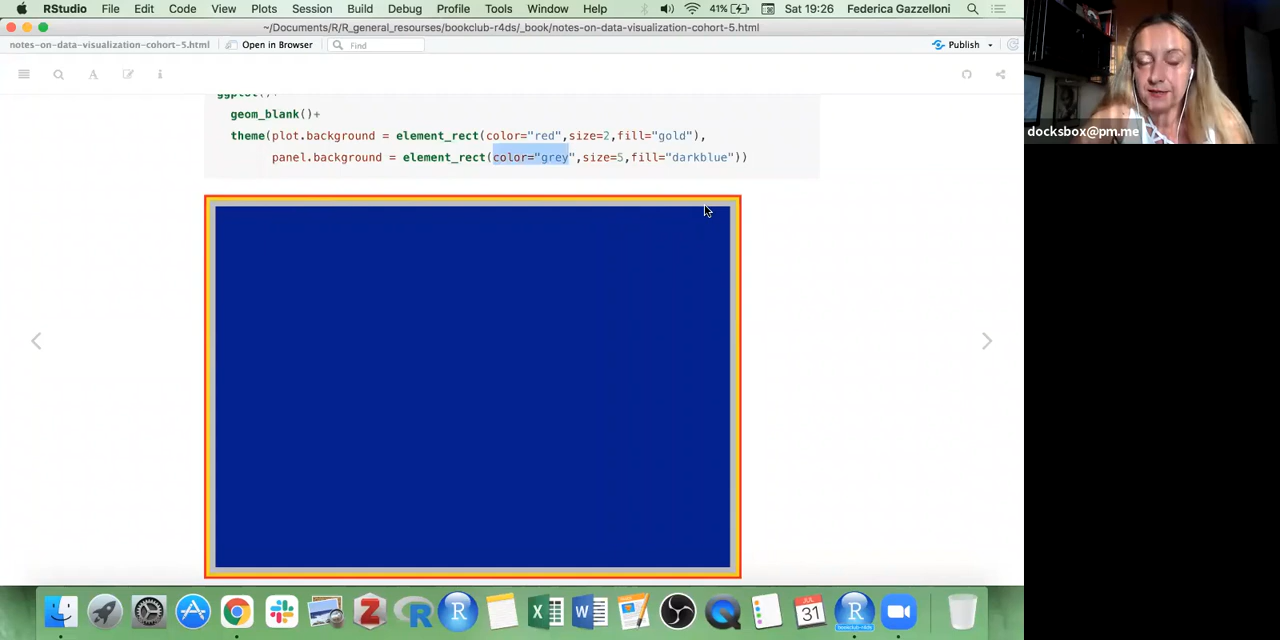 RStudio File Edit Code View Plots Session Build Debug Profile Tools Window Help 41% Sat 19:26 Federica Gazzelloni
~/Documents/R/R_general_resourses/bookclub-r4ds/_book/notes-on-data-visualization-cohort-5.html
notes-on-data-visualization-cohort-5.html Open in Browser Find Publish
A i
ggplot()+
geom_blank()+
theme(plot.background = element_rect(color="red",size=2,fill="gold"),
panel.background = element_rect(color="grey",size=5,fill="darkblue"))
docksbox@pm.me
JUL
31